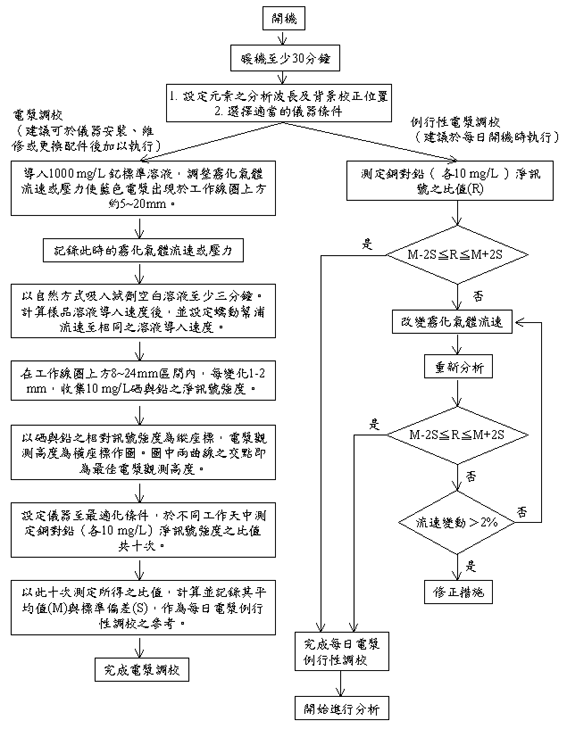 開機
暖機至少30分鐘
1. 設定元素之分析波長及背景校正位置
2. 選擇適當的儀器條件
電漿調校
（建議可於儀器安裝、維
修或更換配件後加以執行）
導入1000 mg/L 釔標準溶液，調整霧化氣體
流速或壓力使藍色電漿出現於工作線圈上方
約5~20mm。
記錄此時的霧化氣體流速或壓力
以自然方式吸入試劑空白溶液至少三分鐘。
計算樣品溶液導入速度後，並設定蠕動幫浦
流速至相同之溶液導入速度。
在工作線圈上方8~24mm區間內，每變化1-2
mm，收集10 mg/L硒與鉛之淨訊號強度。
以硒與鉛之相對訊號強度為縱座標，電漿觀
測高度為橫座標作圖。圖中兩曲線之交點即
為最佳電漿觀測高度。
設定儀器至最適化條件，於不同工作天中測
定銅對鉛（各10 mg/L）淨訊號強度之比值
共十次。
以此十次測定所得之比值，計算並記錄其平
均值(M)與標準偏差(S)，作為每日電漿例行
性調校之參考。
完成電漿調校
例行性電漿調校
（建議於每日開機時執行）
測定銅對鉛（ 各10 mg/L ）淨訊
號之比值(R)
是
M-2S≦R≦M+2S
否
改變霧化氣體流速
重新分析
是
M-2S≦R≦M+2S
否
流速變動＞2%
否
是
修正措施
完成每日電漿
例行性調校
開始進行分析